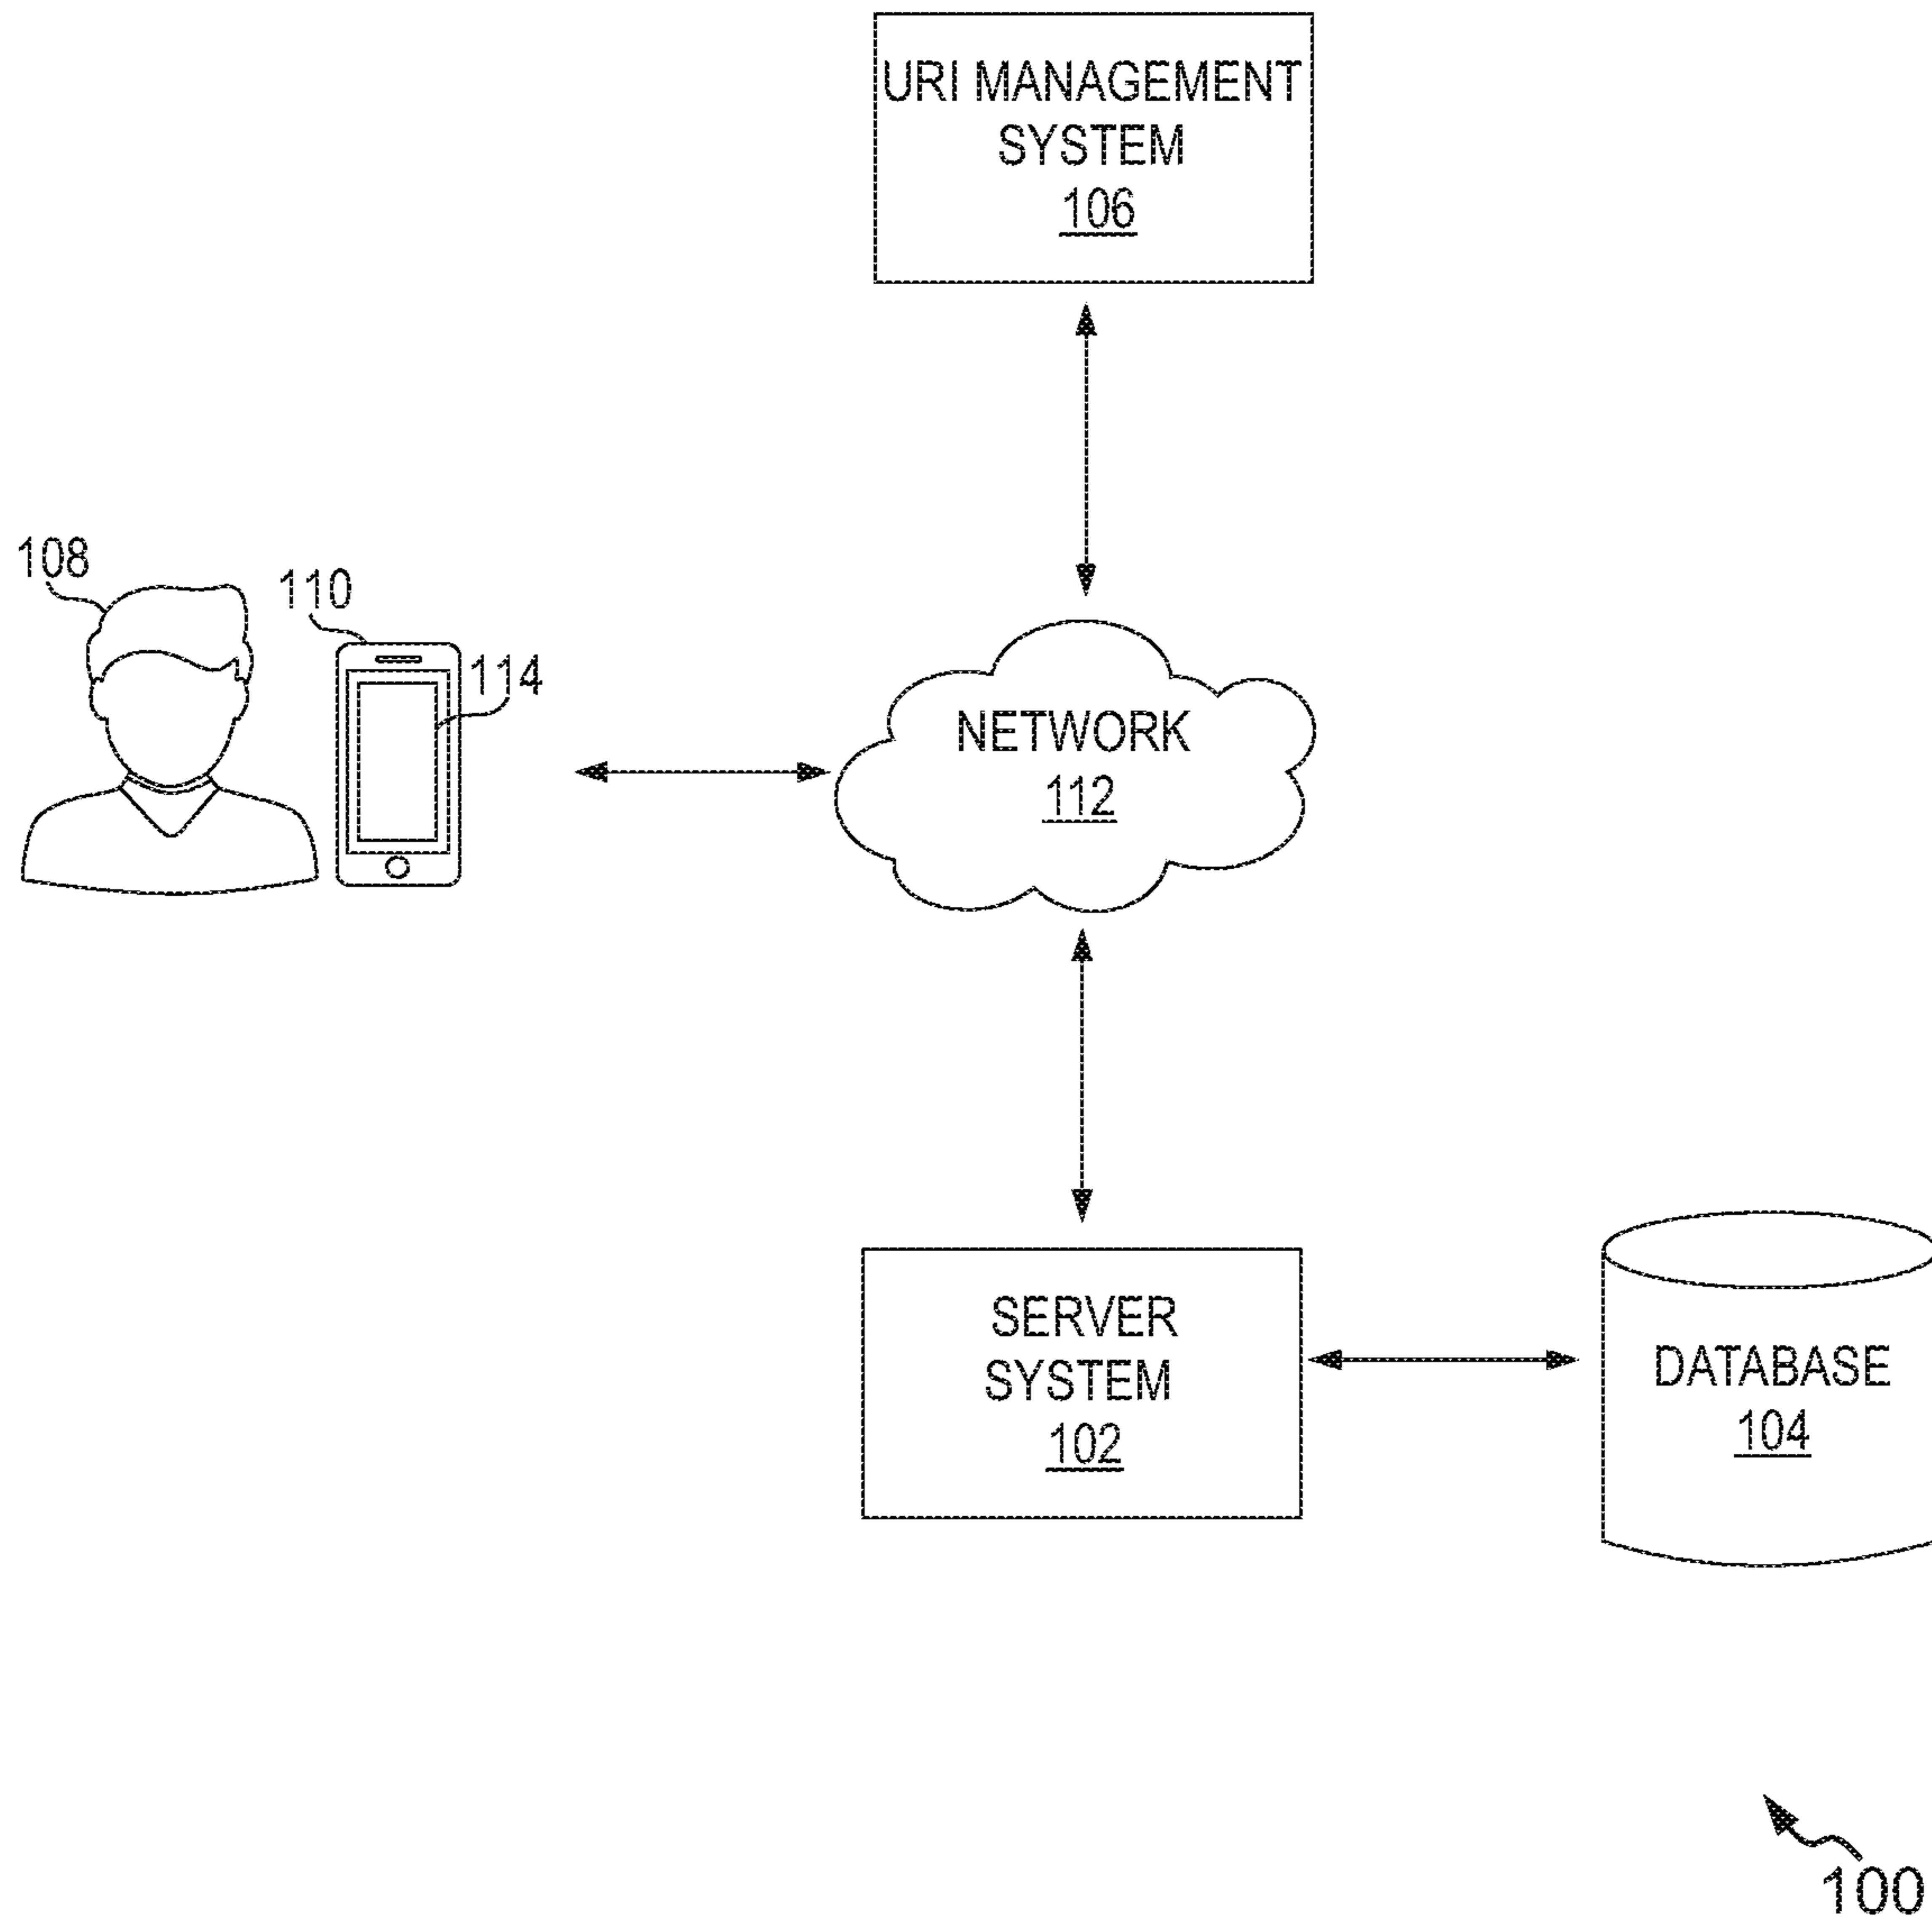 URI MANAGEMENT
SYSTEM
106
108
110
114
NETWORK
112
SERVER
SYSTEM
102
DATABASE
104
100